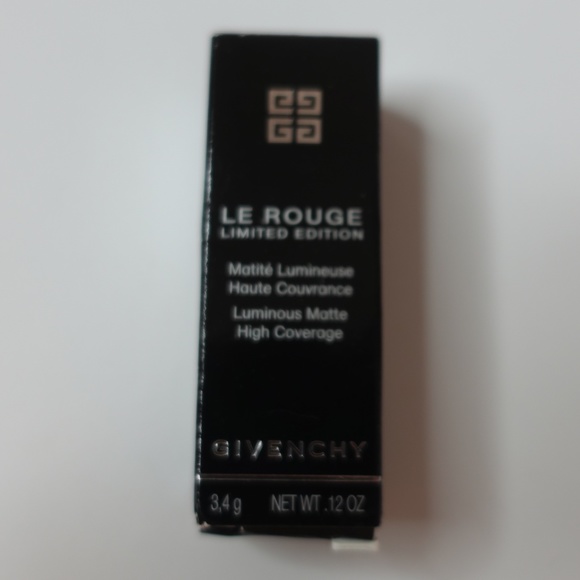 LE ROUGE
LIMITED EDITION
Matité Lumineuse
Haute Couvrance
Luminous Matte
High Coverage
GIVENCHY
3,4 g NET WT .12 OZ